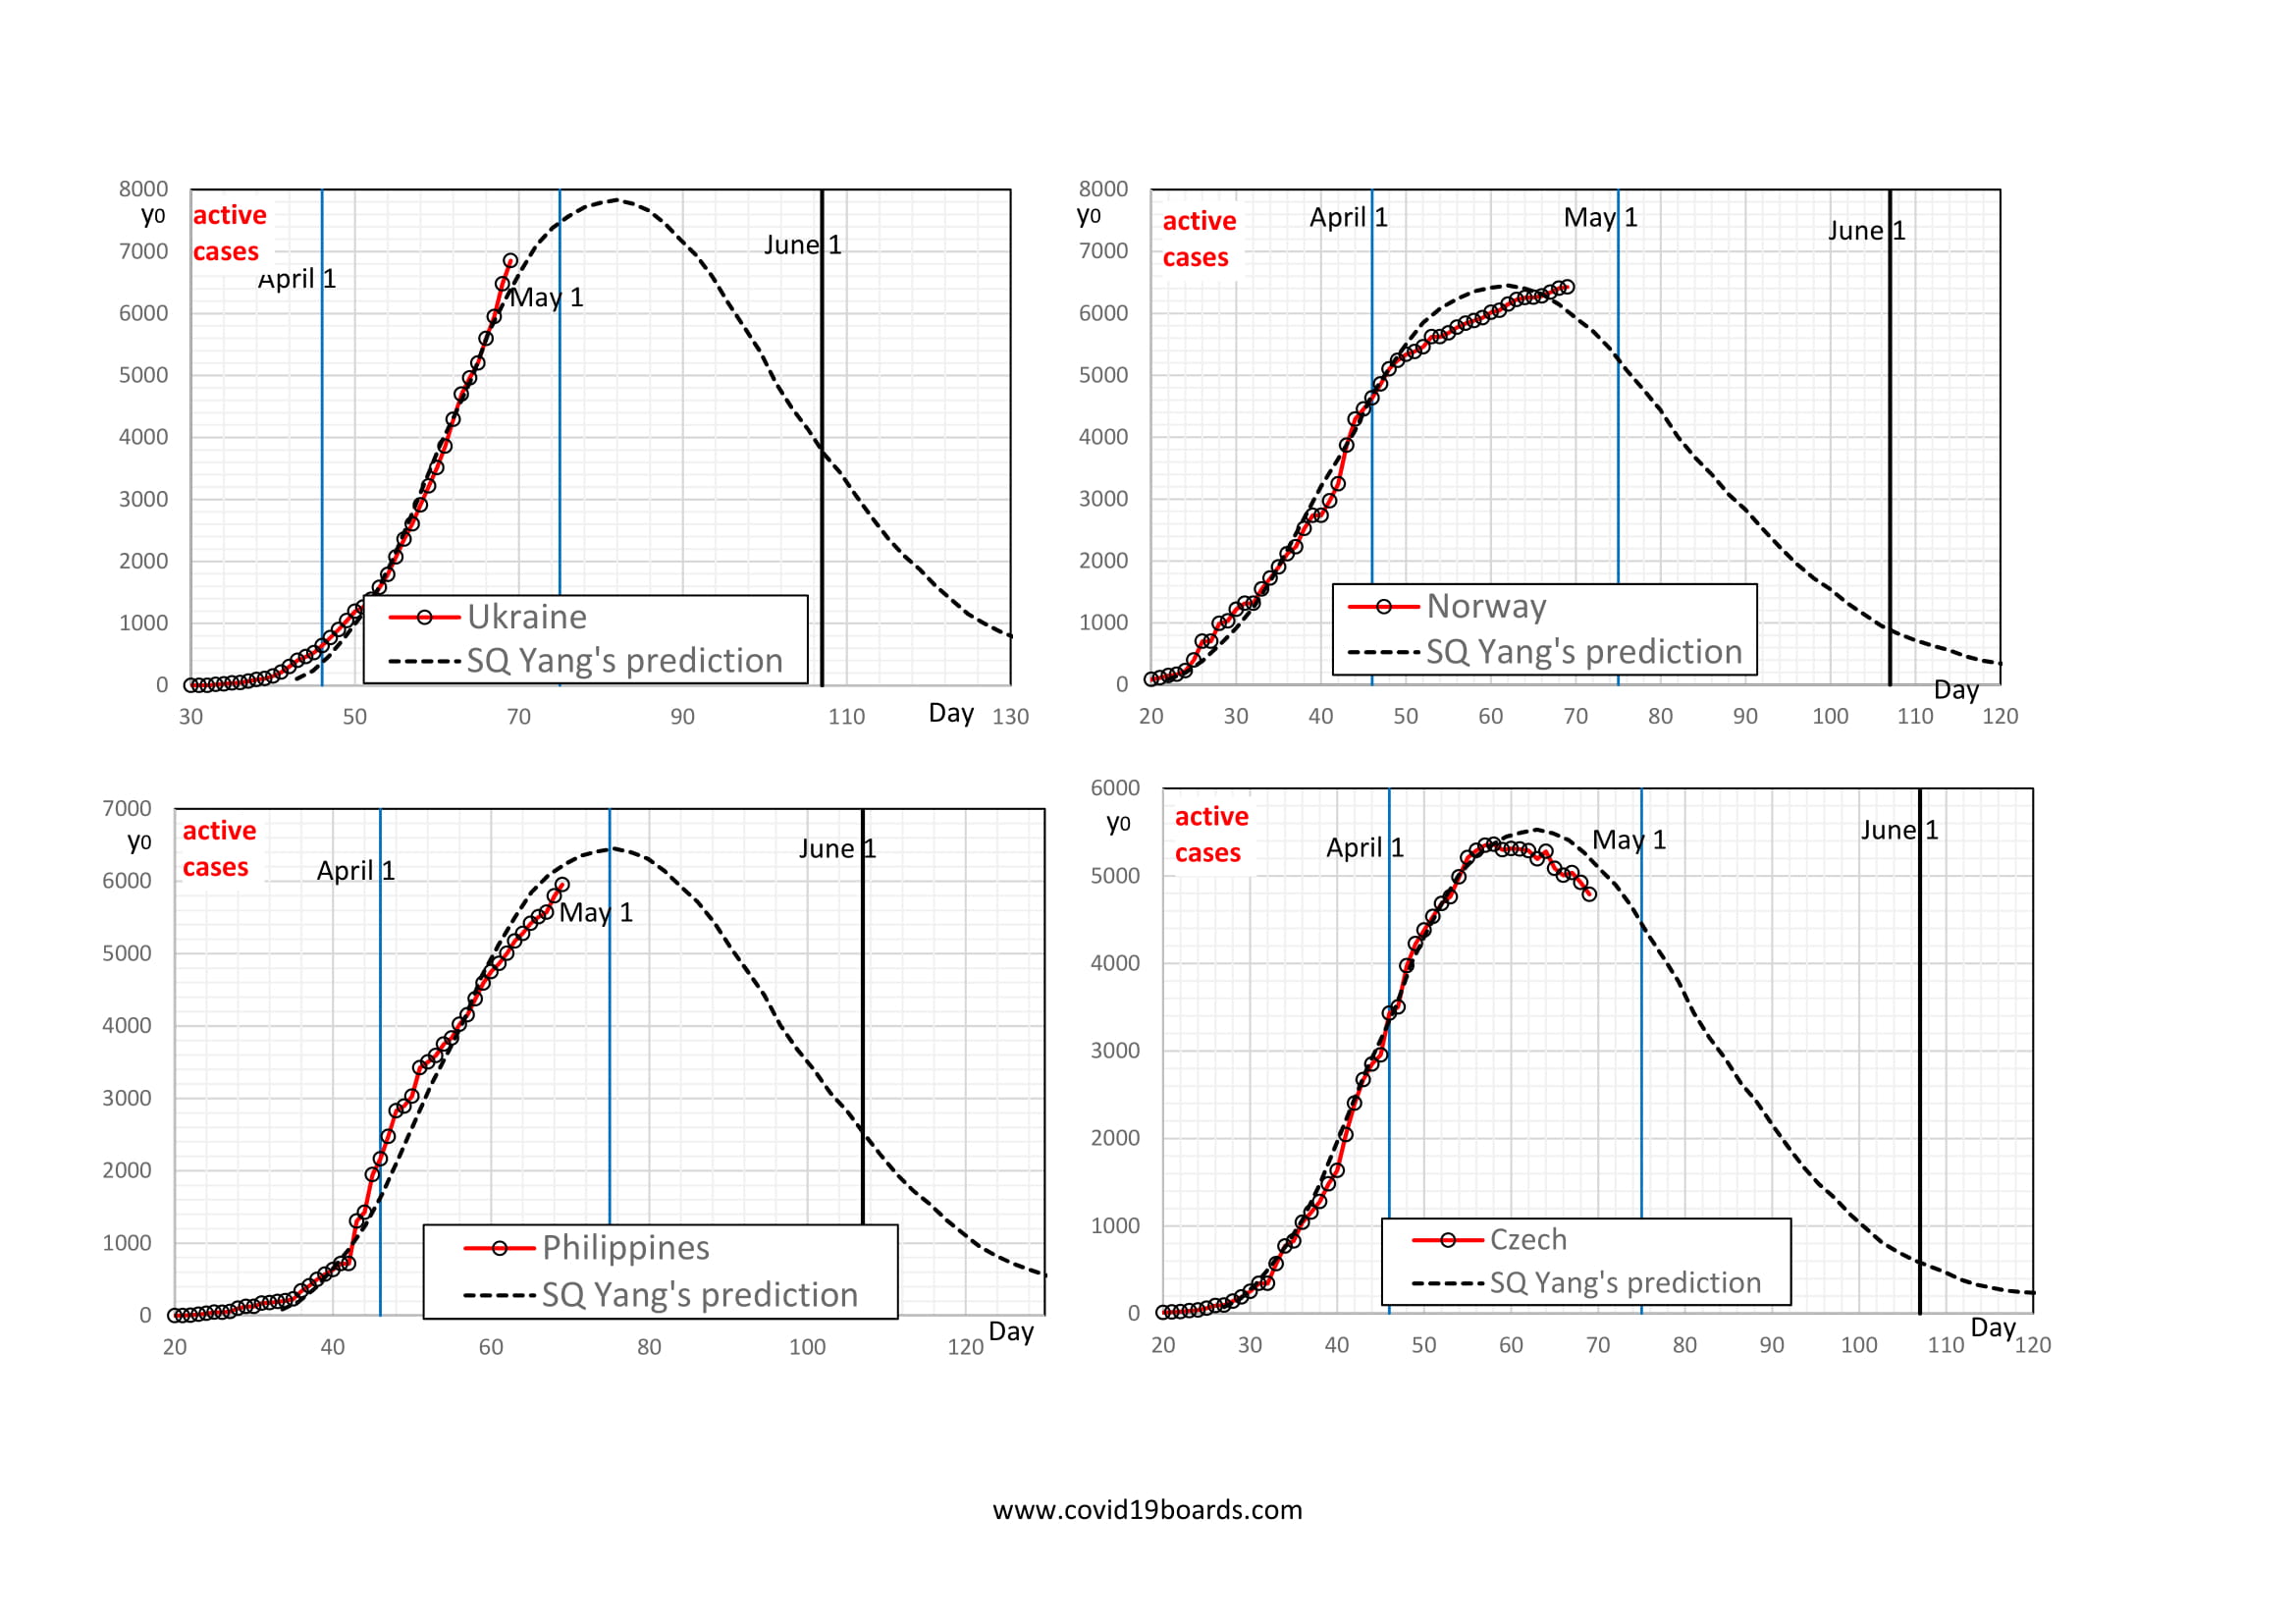 8000
y0
active
cases
7000
April 1
June 1
May 1
6000
5000
4000
3000
2000
1000
0
Ukraine
SQ Yang's prediction
30
50
70
90
110
Day
130
8000
y0
active
cases
April 1
May 1
June 1
7000
6000
5000
4000
3000
2000
1000
0
Norway
SQ Yang's prediction
Day
20
30
40
50
60
70
80
90
100
110
120
7000
y0
active
cases
April 1
June 1
May 1
6000
5000
4000
3000
2000
1000
0
Philippines
SQ Yang's prediction
Day
20
40
60
80
100
120
6000
y0
active
cases
April 1
May 1
June 1
5000
4000
3000
2000
1000
0
Czech
SQ Yang's prediction
Day
20
30
40
50
60
70
80
90
100
110
120
www.covid19boards.com